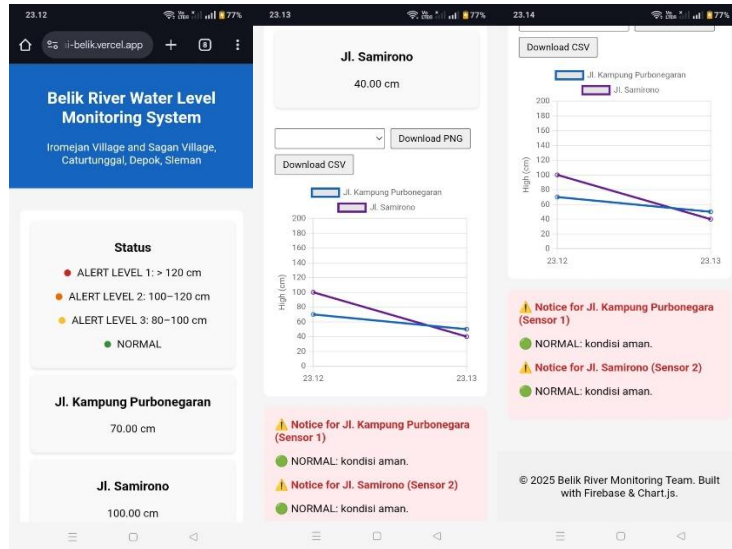 23.12
77%
si-belik.vercel.app
8
Belik River Water Level
Monitoring System
Iromejan Village and Sagan Village,
Caturtunggal, Depok, Sleman
Status
ALERT LEVEL 1: > 120 cm
ALERT LEVEL 2: 100–120 cm
ALERT LEVEL 3: 80–100 cm
NORMAL
Jl. Kampung Purbonegaran
70.00 cm
Jl. Samirono
100.00 cm
23.13
77%
Jl. Samirono
40.00 cm
Download PNG
Download CSV
Jl. Kampung Purbonegaran
Jl. Samirono
High (cm)
200
180
160
140
120
100
80
60
40
20
0
23.12
23.13
⚠️ Notice for Jl. Kampung Purbonegara
(Sensor 1)
🟢 NORMAL: kondisi aman.
⚠️ Notice for Jl. Samirono (Sensor 2)
🟢 NORMAL: kondisi aman.
23.14
77%
Download CSV
Jl. Kampung Purbonegaran
Jl. Samirono
High (cm)
200
180
160
140
120
100
80
60
40
20
0
23.12
23.13
⚠️ Notice for Jl. Kampung Purbonegara
(Sensor 1)
🟢 NORMAL: kondisi aman.
⚠️ Notice for Jl. Samirono (Sensor 2)
🟢 NORMAL: kondisi aman.
© 2025 Belik River Monitoring Team. Built
with Firebase & Chart.js.